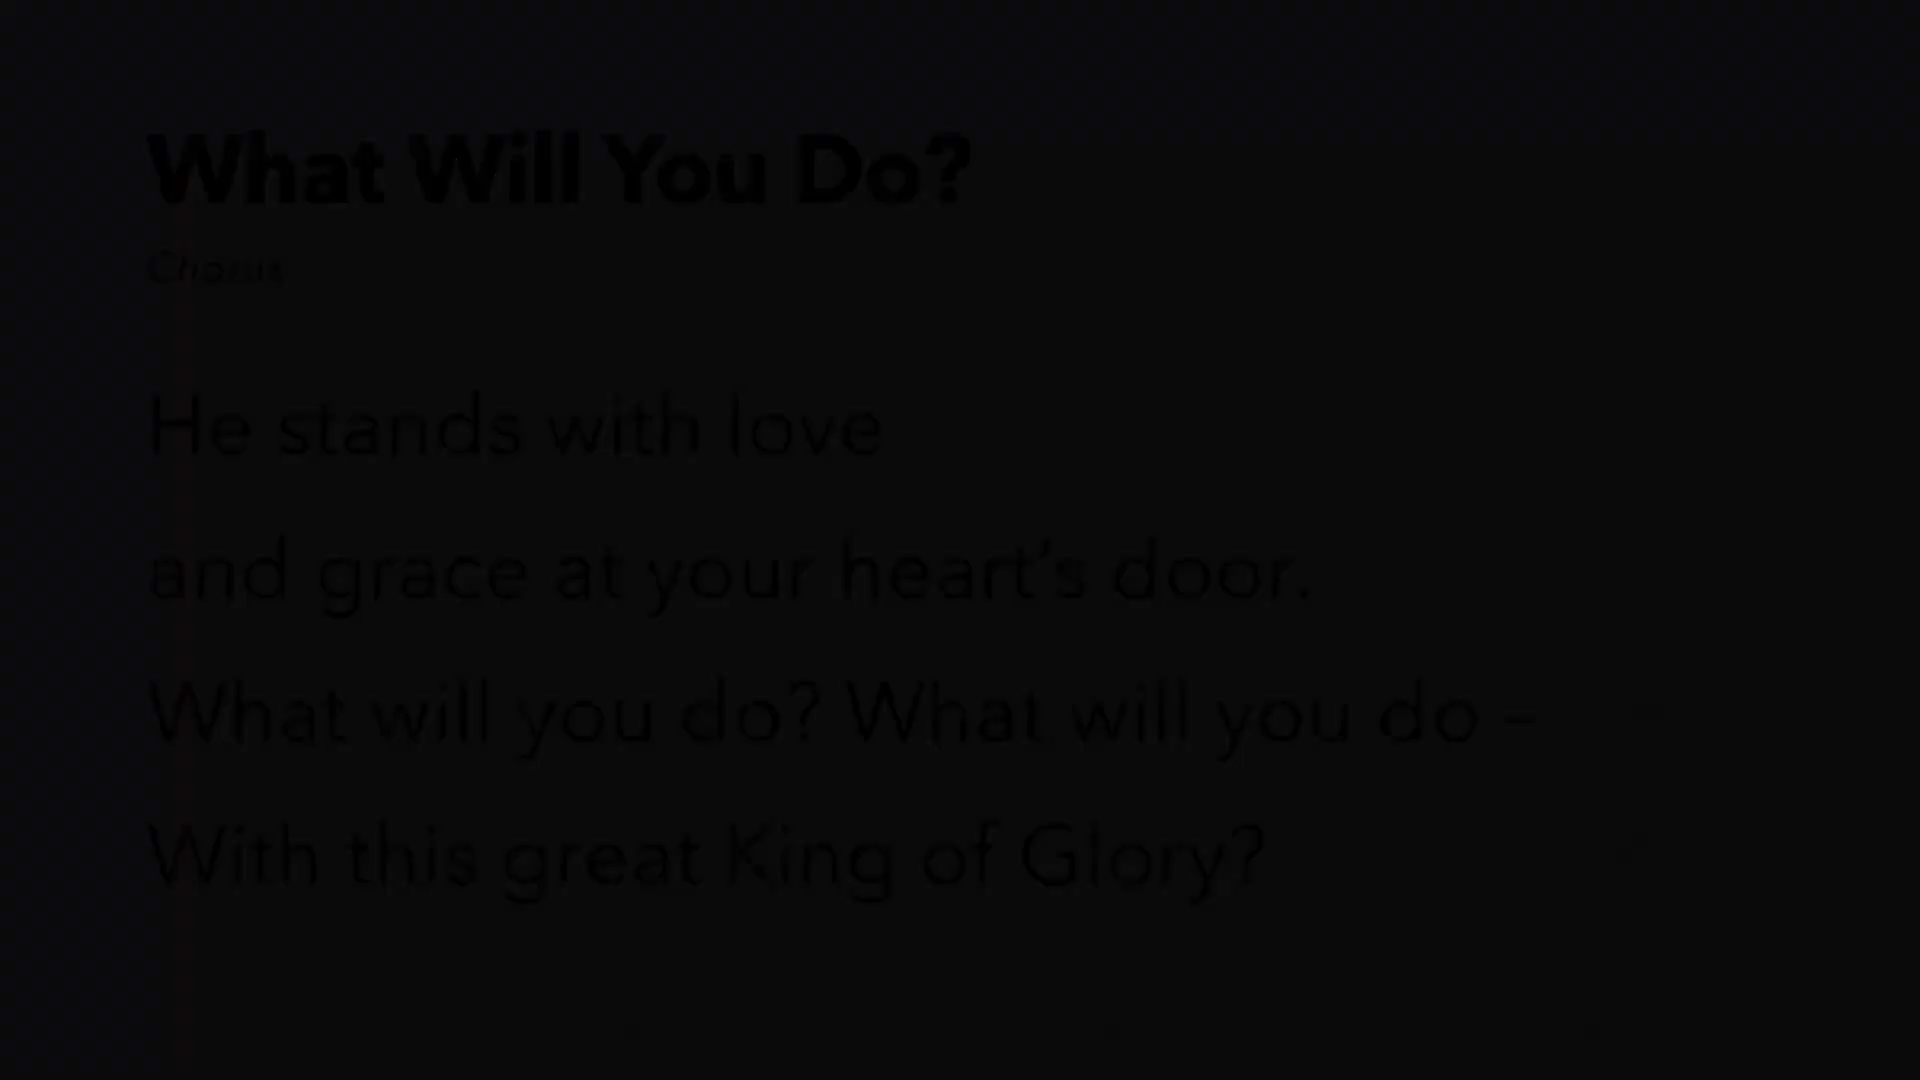 What Will You Do?
Chorus
He stands with love
and grace at your heart's door.
What will you do? What will you do –
With this great King of Glory?